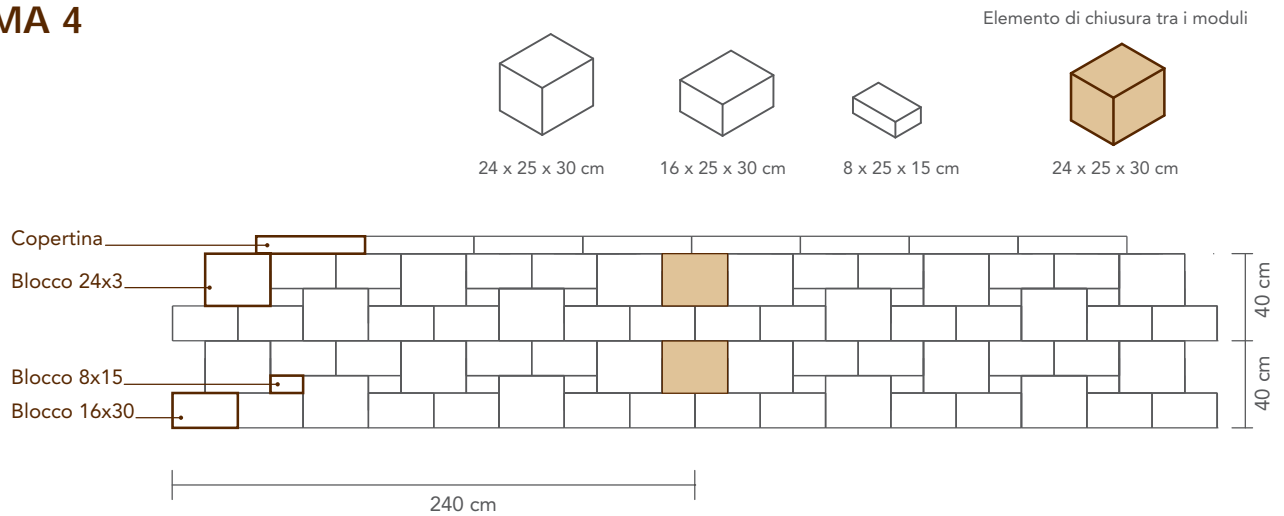 MA 4
Elemento di chiusura tra i moduli
24 x 25 x 30 cm
16 x 25 x 30 cm
8 x 25 x 15 cm
24 x 25 x 30 cm
Copertina
Blocco 24x3
40 cm
Blocco 8x15
Blocco 16x30
40 cm
240 cm